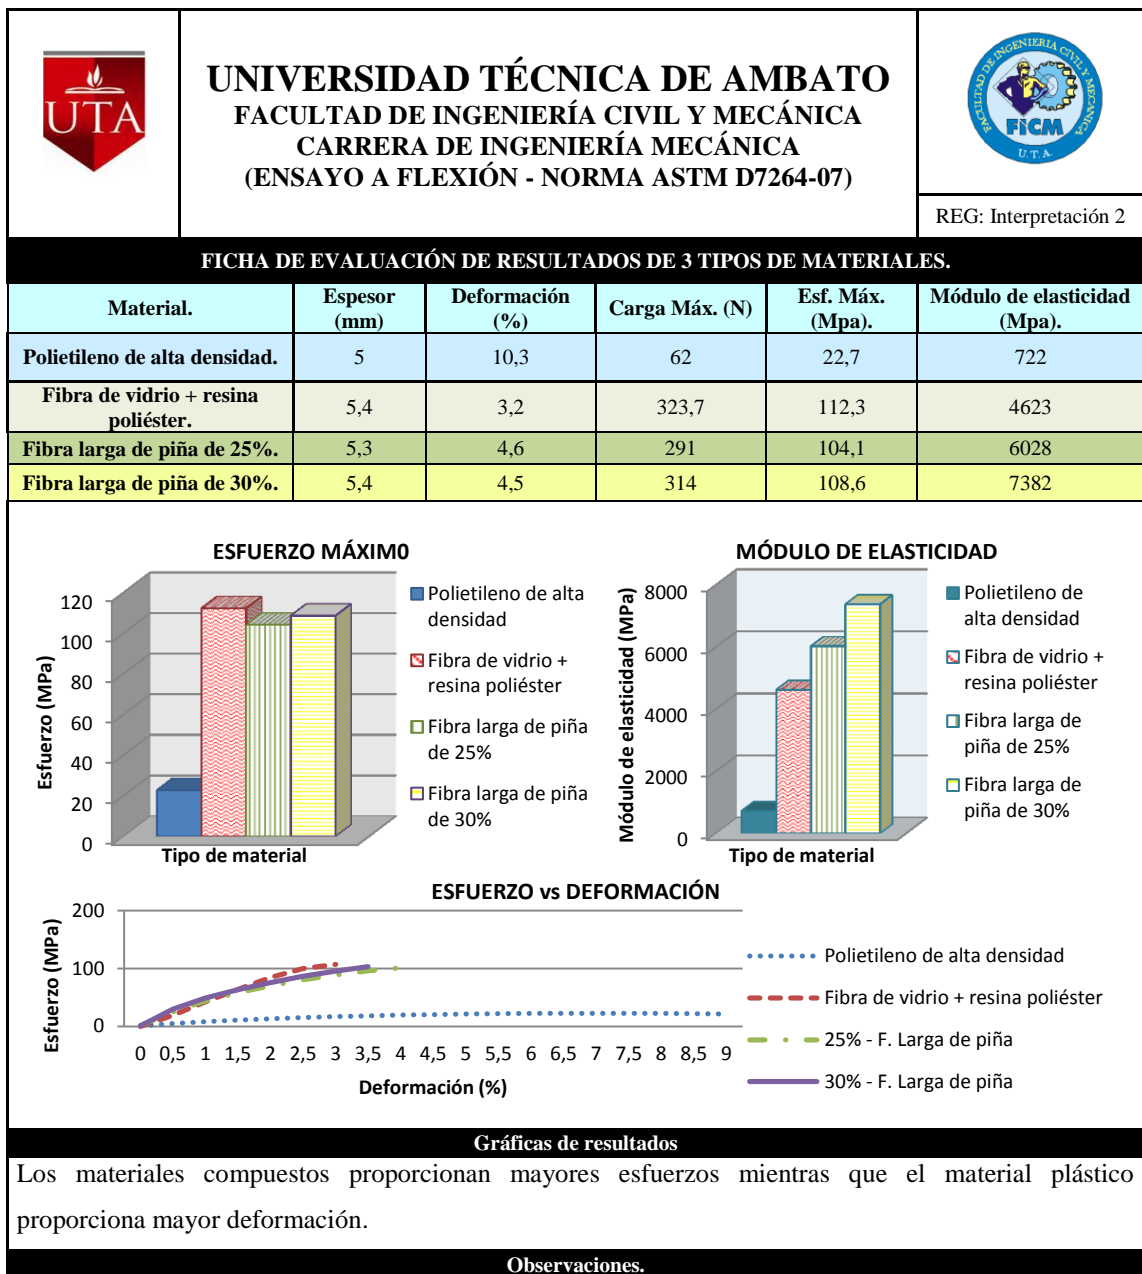 UTA
UNIVERSIDAD TÉCNICA DE AMBATO
FACULTAD DE INGENIERÍA CIVIL Y MECÁNICA
CARRERA DE INGENIERÍA MECÁNICA
(ENSAYO A FLEXIÓN - NORMA ASTM D7264-07)
FACULTAD DE INGENIERIA CIVIL Y MECANICA
FICM
U.T.A.
REG: Interpretación 2
FICHA DE EVALUACIÓN DE RESULTADOS DE 3 TIPOS DE MATERIALES.
Material. Espesor (mm) Deformación (%) Carga Máx. (N) Esf. Máx. (Mpa). Módulo de elasticidad (Mpa).
Polietileno de alta densidad. 5 10,3 62 22,7 722
Fibra de vidrio + resina poliéster. 5,4 3,2 323,7 112,3 4623
Fibra larga de piña de 25%. 5,3 4,6 291 104,1 6028
Fibra larga de piña de 30%. 5,4 4,5 314 108,6 7382
ESFUERZO MÁXIM0
Esfuerzo (MPa)
120
100
80
60
40
20
0
Tipo de material
Polietileno de alta
densidad
Fibra de vidrio +
resina poliéster
Fibra larga de piña
de 25%
Fibra larga de piña
de 30%
MÓDULO DE ELASTICIDAD
Módulo de elasticidad (MPa)
8000
6000
4000
2000
0
Tipo de material
Polietileno de
alta densidad
Fibra de vidrio +
resina poliéster
Fibra larga de
piña de 25%
Fibra larga de
piña de 30%
ESFUERZO vs DEFORMACIÓN
Esfuerzo (MPa)
200
100
0
0 0,5 1 1,5 2 2,5 3 3,5 4 4,5 5 5,5 6 6,5 7 7,5 8 8,5 9
Deformación (%)
Polietileno de alta densidad
Fibra de vidrio + resina poliéster
25% - F. Larga de piña
30% - F. Larga de piña
Gráficas de resultados
Los materiales compuestos proporcionan mayores esfuerzos mientras que el material plástico
proporciona mayor deformación.
Observaciones.